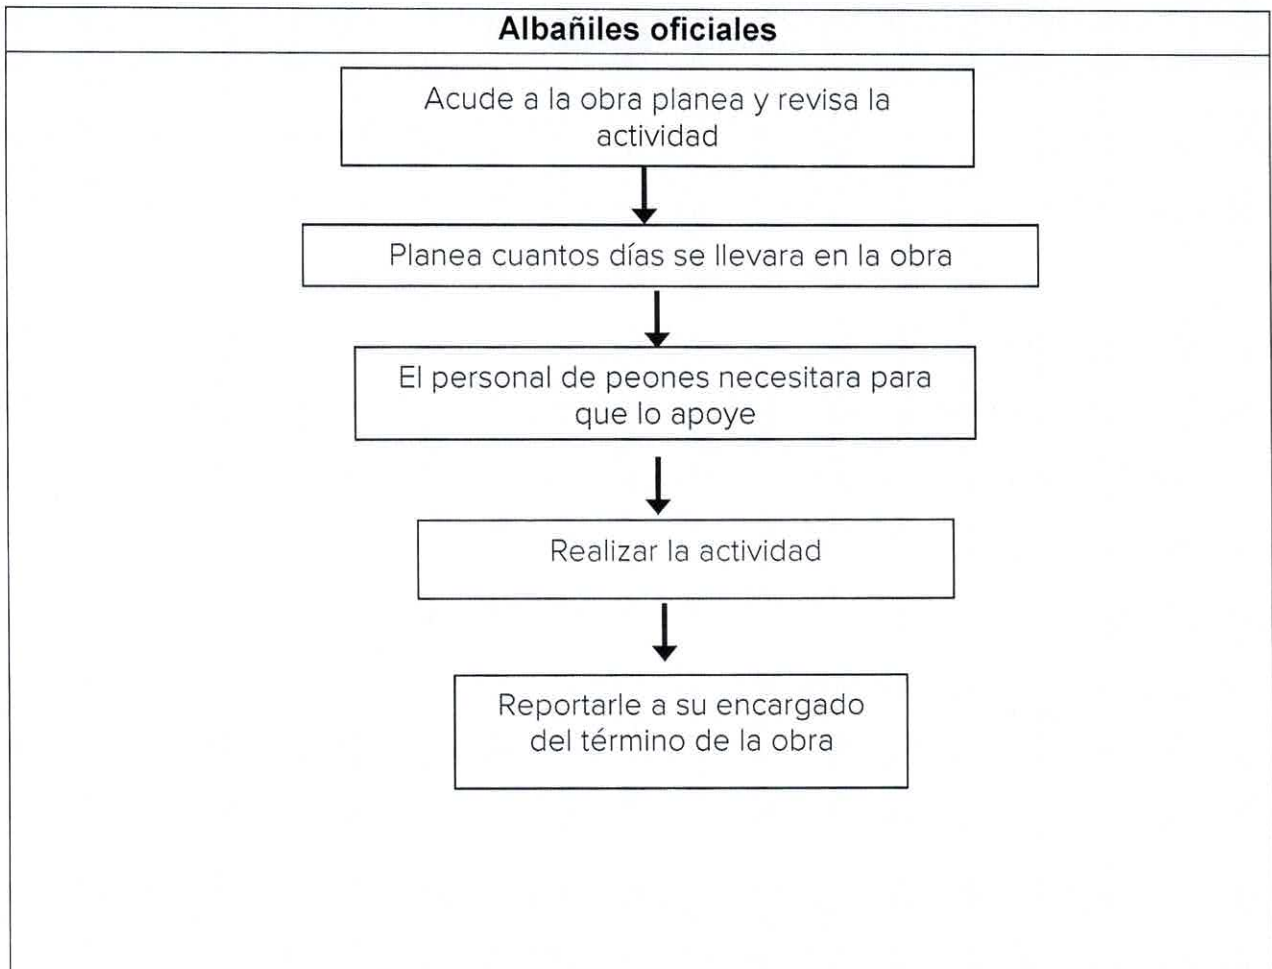 Albañiles oficiales
Acude a la obra planea y revisa la
actividad
Planea cuantos días se llevara en la obra
El personal de peones necesitara para
que lo apoye
Realizar la actividad
Reportarle a su encargado
del término de la obra